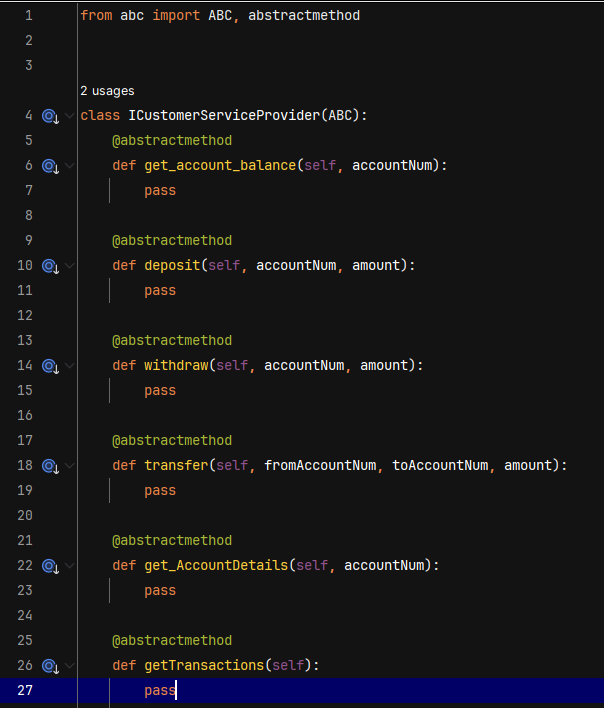 1 from abc import ABC, abstractmethod
2
3
2 usages
4 class ICustomerServiceProvider(ABC):
5     @abstractmethod
6     def get_account_balance(self, accountNum):
7         pass
8
9     @abstractmethod
10     def deposit(self, accountNum, amount):
11         pass
12
13     @abstractmethod
14     def withdraw(self, accountNum, amount):
15         pass
16
17     @abstractmethod
18     def transfer(self, fromAccountNum, toAccountNum, amount):
19         pass
20
21     @abstractmethod
22     def get_AccountDetails(self, accountNum):
23         pass
24
25     @abstractmethod
26     def getTransactions(self):
27         pass